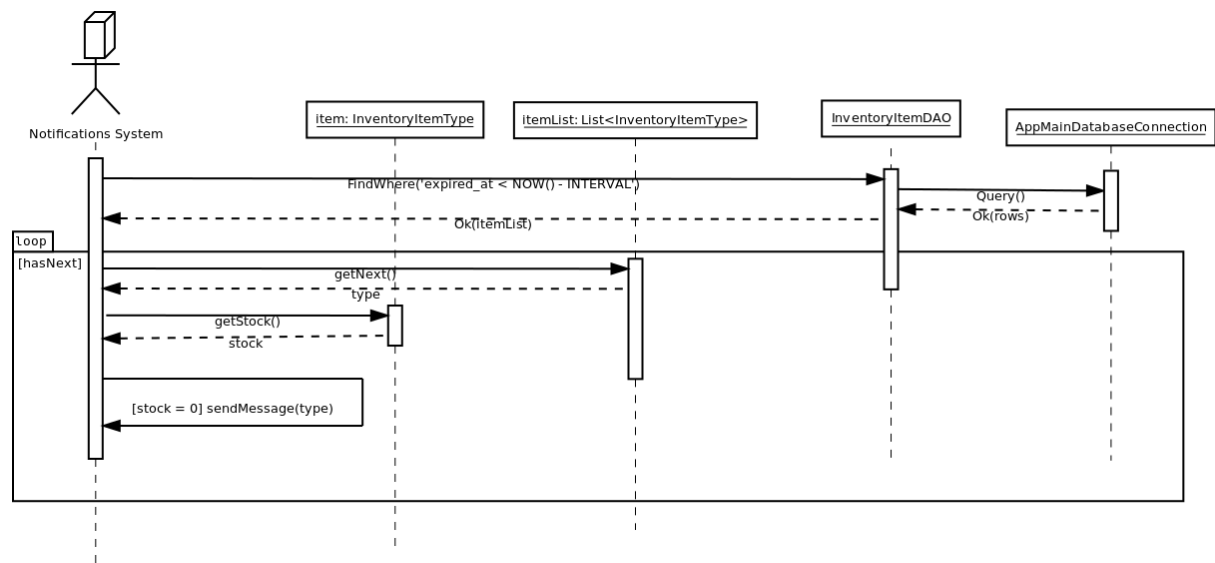 Notifications System
item: InventoryItemType
itemList: List<InventoryItemType>
InventoryItemDAO
AppMainDatabaseConnection
FindWhere('expired_at < NOW() - INTERVAL')
Query()
Ok(rows)
Ok(itemList)
loop
[hasNext]
getNext()
type
getStock()
stock
[stock = 0] sendMessage(type)